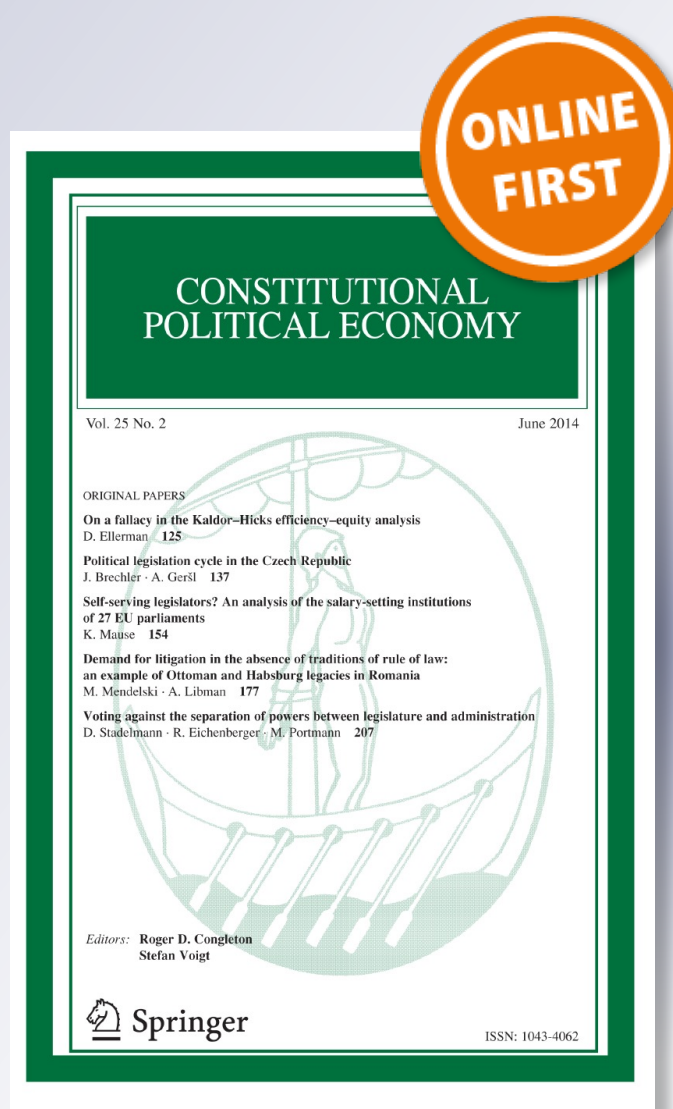 ONLINE
FIRST
CONSTITUTIONAL
POLITICAL ECONOMY
Vol. 25 No. 2 June 2014
ORIGINAL PAPERS
On a fallacy in the Kaldor–Hicks efficiency–equity analysis
D. Ellerman 125
Political legislation cycle in the Czech Republic
J. Brechler · A. Geršl 137
Self-serving legislators? An analysis of the salary-setting institutions
of 27 EU parliaments
K. Mause 154
Demand for litigation in the absence of traditions of rule of law:
an example of Ottoman and Habsburg legacies in Romania
M. Mendelski · A. Libman 177
Voting against the separation of powers between legislature and administration
D. Stadelmann · R. Eichenberger · M. Portmann 207
Editors: Roger D. Congleton
Stefan Voigt
Springer
ISSN: 1043-4062